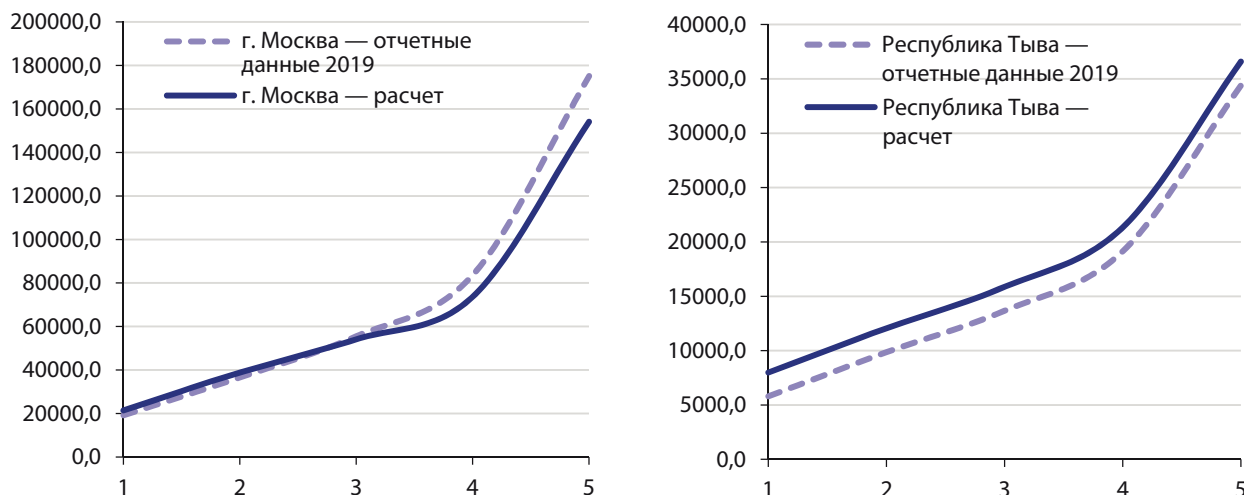 200000,0
180000,0
160000,0
140000,0
120000,0
100000,0
80000,0
60000,0
40000,0
20000,0
0,0
1 2 3 4 5
г. Москва — отчетные
данные 2019
г. Москва — расчет
40000,0
35000,0
30000,0
25000,0
20000,0
15000,0
10000,0
5000,0
0,0
1 2 3 4 5
Республика Тыва —
отчетные данные 2019
Республика Тыва —
расчет